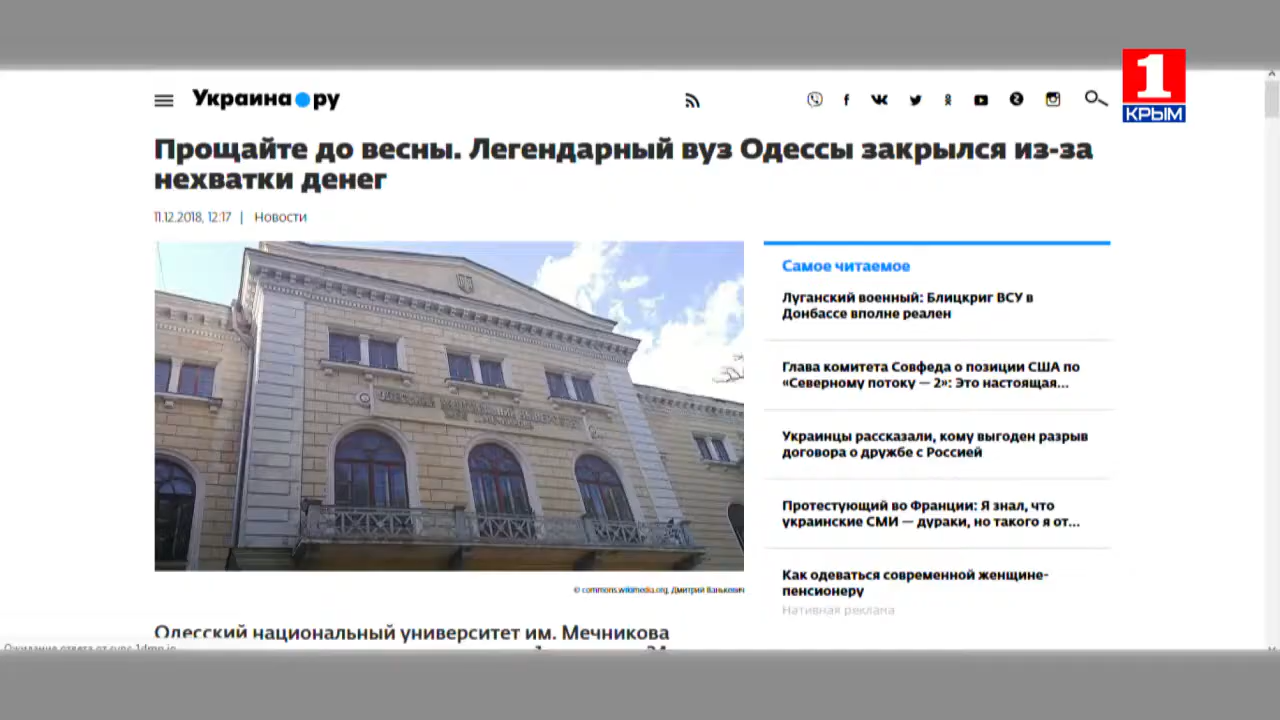 1
КРЫМ
Украина ру
Прощайте до весны. Легендарный вуз Одессы закрылся из-за
нехватки денег
11.12.2018, 12:17 | Новости
Самое читаемое
Луганский военный: Блицкриг ВСУ в
Донбассе вполне реален
Глава комитета Совфеда о позиции США по
«Северному потоку — 2»: Это настоящая...
Украинцы рассказали, кому выгоден разрыв
договора о дружбе с Россией
Протестующий во Франции: Я знал, что
украинские СМИ — дураки, но такого я от...
Как одеваться современной женщине-
пенсионеру
Нативная реклама
© commons.wikimedia.org, Дмитрий Ванькевич
Одесский национальный университет им. Мечникова